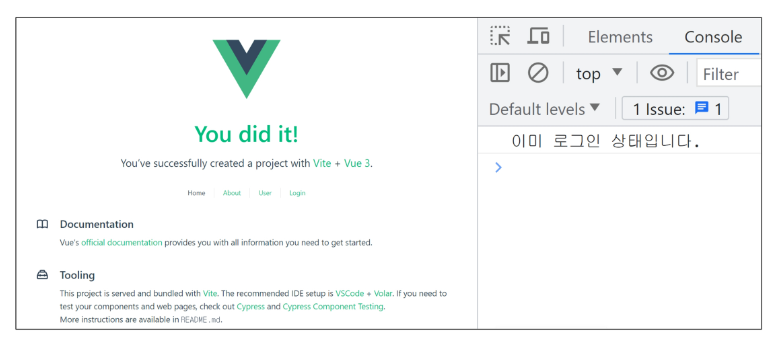 You did it!
You've successfully created a project with Vite + Vue 3.
Home About User Login
Documentation
Vue's official documentation provides you with all information you need to get started.
Tooling
This project is served and bundled with Vite. The recommended IDE setup is VSCode + Volar. If you need to
test your components and web pages, check out Cypress and Cypress Component Testing.
More instructions are available in README.md.
Elements Console
top ▼ Filter
Default levels ▼ 1 Issue: 1
이미 로그인 상태입니다.
>